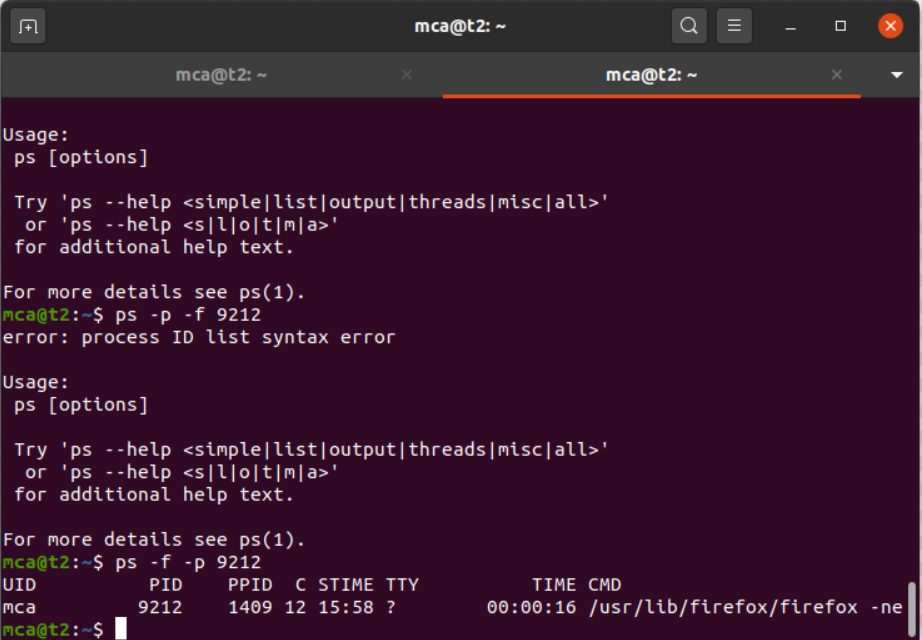 mca@t2: ~
mca@t2: ~
mca@t2: ~
Usage:
 ps [options]
 Try 'ps --help <simple|list|output|threads|misc|all>'
  or 'ps --help <s|l|o|t|m|a>'
 for additional help text.
For more details see ps(1).
mca@t2:~$ ps -p -f 9212
error: process ID list syntax error
Usage:
 ps [options]
 Try 'ps --help <simple|list|output|threads|misc|all>'
  or 'ps --help <s|l|o|t|m|a>'
 for additional help text.
For more details see ps(1).
mca@t2:~$ ps -f -p 9212
UID          PID    PPID  C STIME TTY          TIME CMD
mca         9212    1409 12 15:58 ?        00:00:16 /usr/lib/firefox/firefox -ne
mca@t2:~$